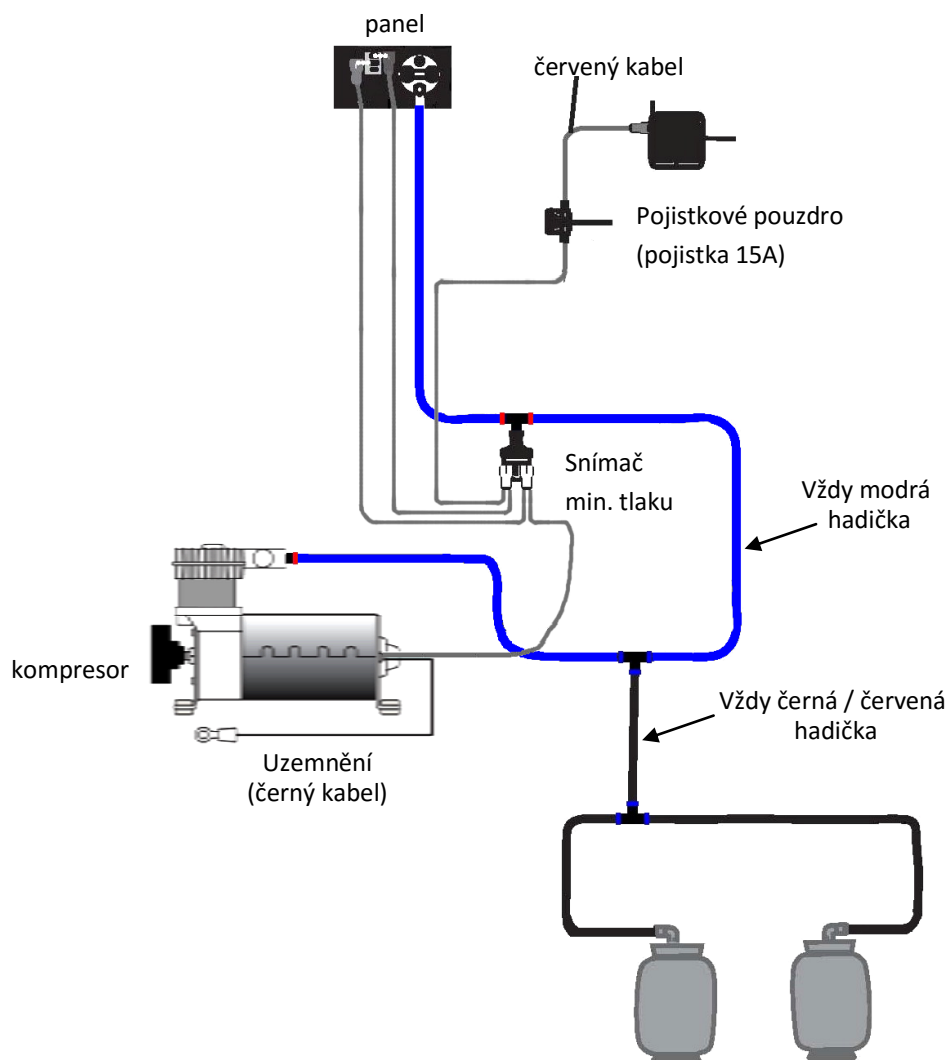 panel
červený kabel
Pojistkové pouzdro
(pojistka 15A)
Snímač
min. tlaku
Vždy modrá
hadička
kompresor
Vždy černá / červená
hadička
Uzemnění
(černý kabel)